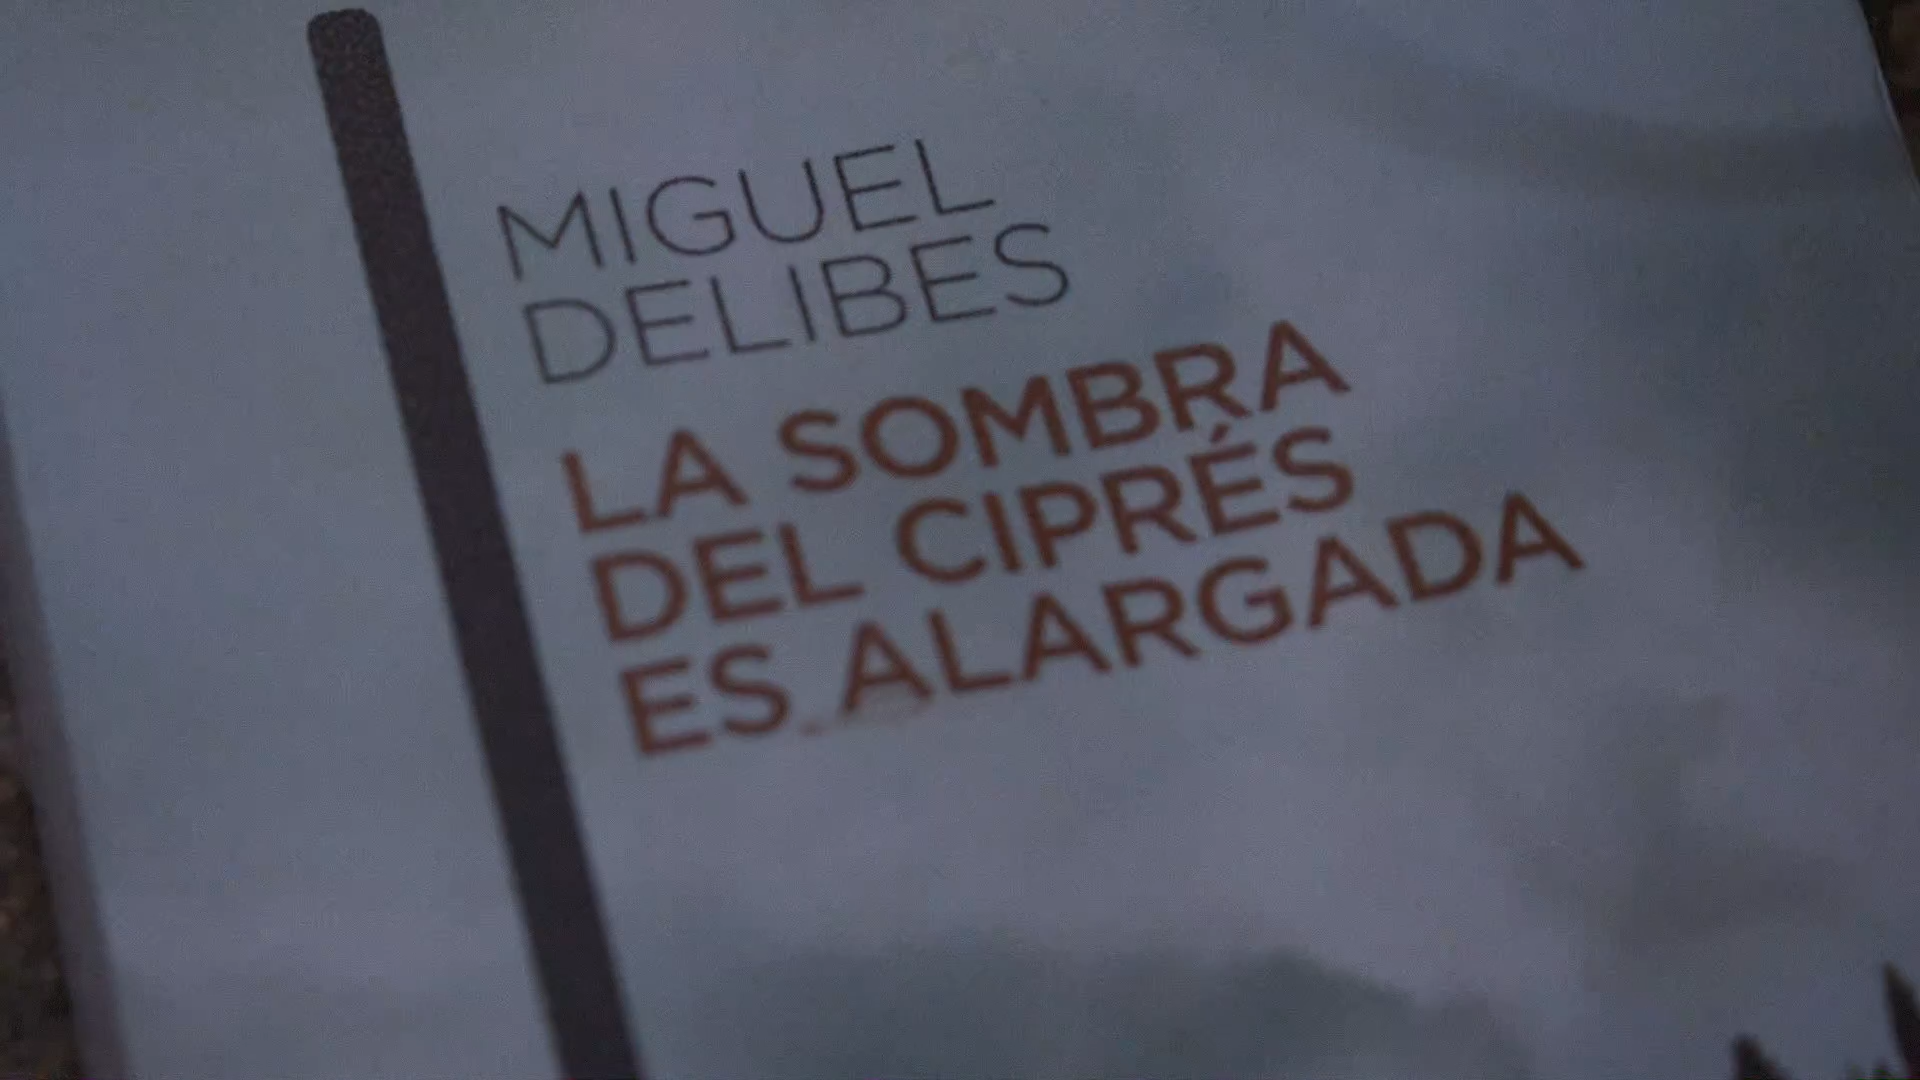 MIGUEL
DELIBES
LA SOMBRA
DEL CIPRÉS
ES ALARGADA